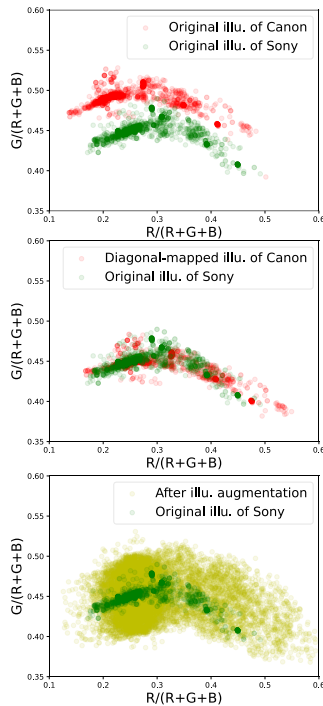 0.60
Original illu. of Canon
Original illu. of Sony
0.55
0.50
0.45
0.40
0.35
G/(R+G+B)
0.1 0.2 0.3 0.4 0.5 0.6
R/(R+G+B)
0.60
Diagonal-mapped illu. of Canon
Original illu. of Sony
0.55
0.50
0.45
0.40
0.35
G/(R+G+B)
0.1 0.2 0.3 0.4 0.5 0.6
R/(R+G+B)
0.60
After illu. augmentation
Original illu. of Sony
0.55
0.50
0.45
0.40
0.35
G/(R+G+B)
0.1 0.2 0.3 0.4 0.5 0.6
R/(R+G+B)